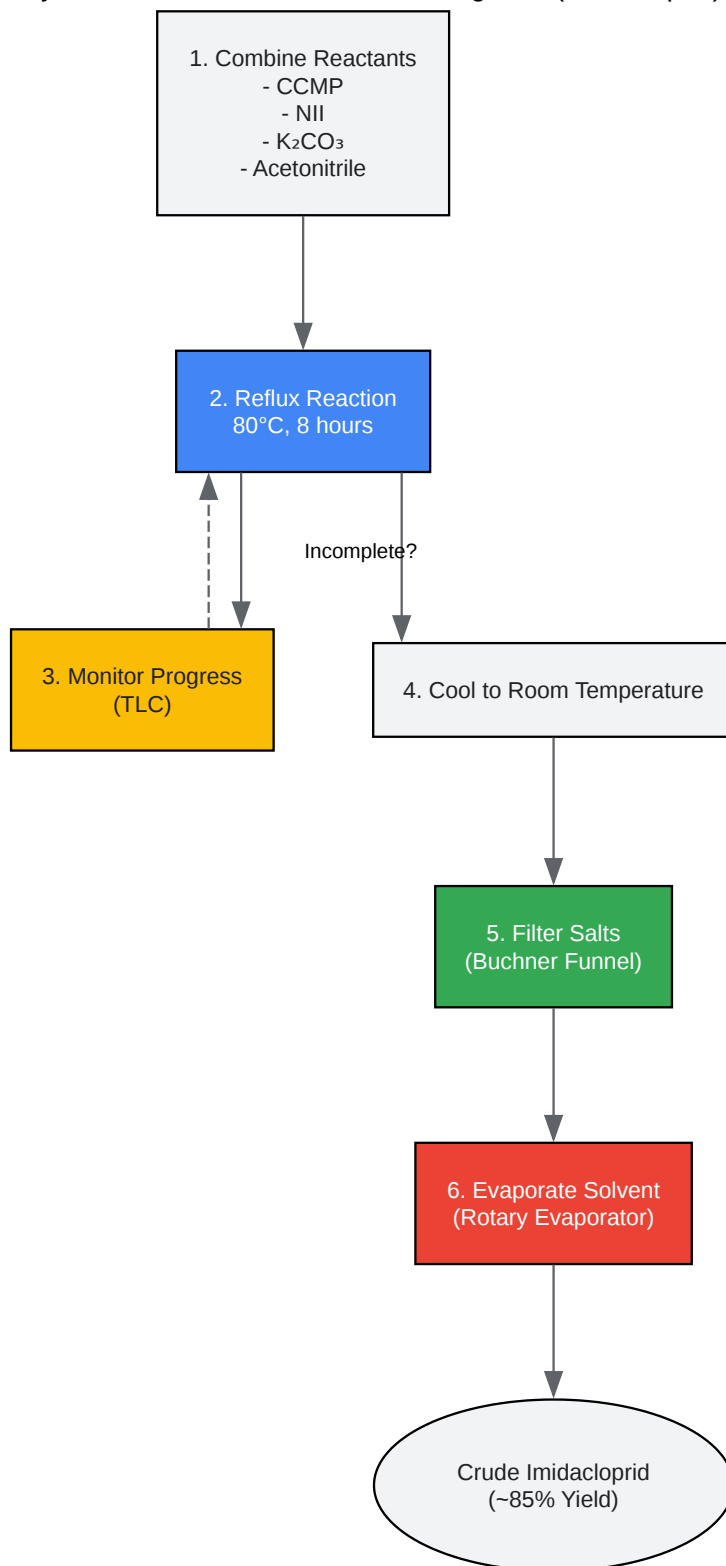 1. Combine Reactants
- CCMP
- NII
- K₂CO₃
- Acetonitrile
2. Reflux Reaction
80°C, 8 hours
Incomplete?
3. Monitor Progress
(TLC)
4. Cool to Room Temperature
5. Filter Salts
(Buchner Funnel)
6. Evaporate Solvent
(Rotary Evaporator)
Crude Imidacloprid
(~85% Yield)